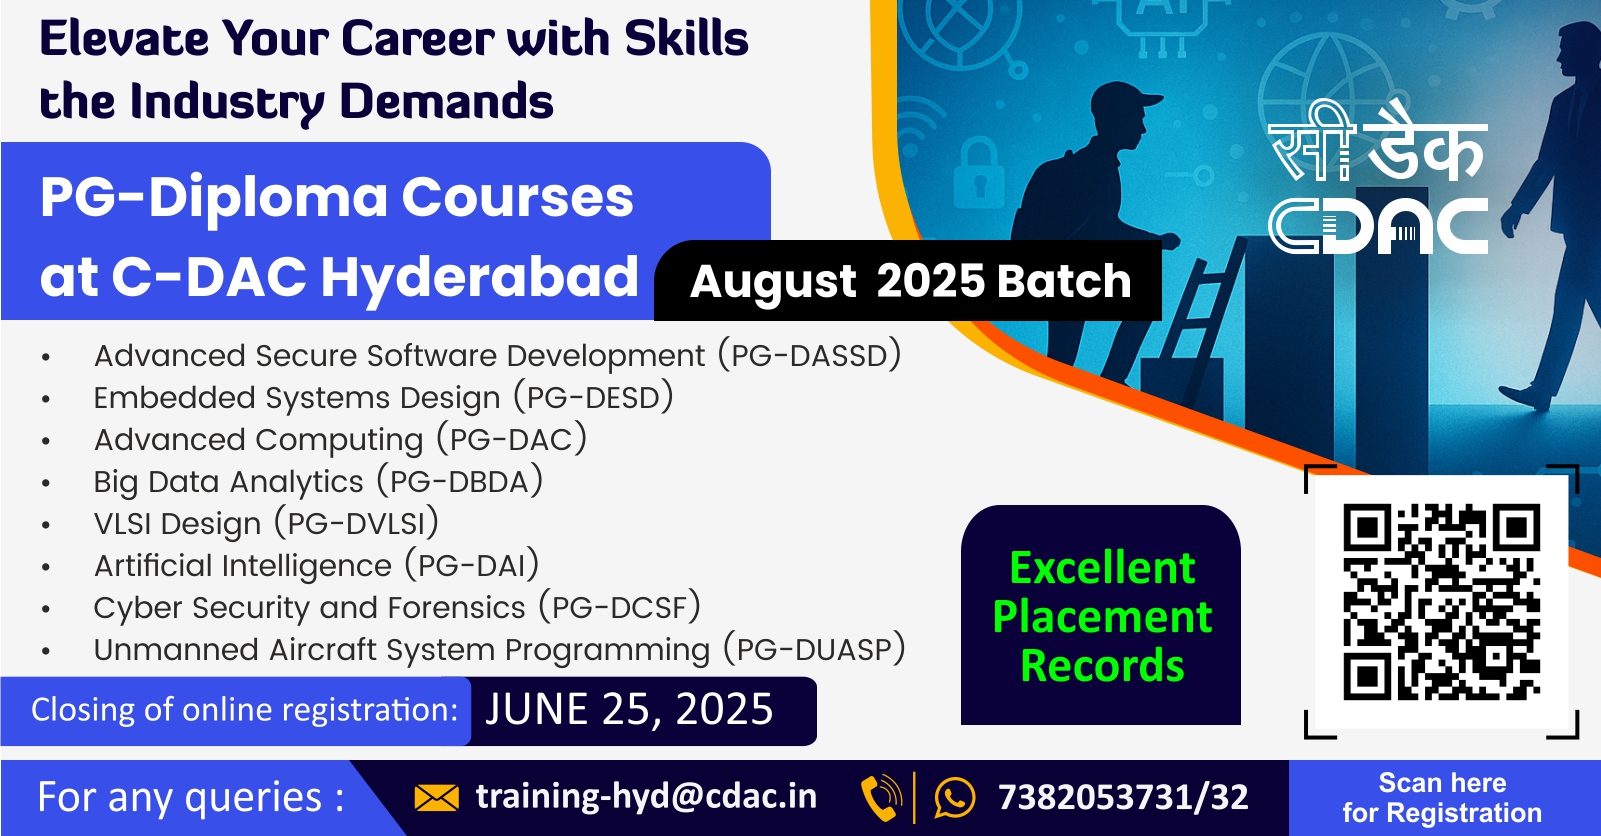 Elevate Your Career with Skills
the Industry Demands
PG-Diploma Courses
at C-DAC Hyderabad
August 2025 Batch
AI
सी डैक
CDAC
• Advanced Secure Software Development (PG-DASSD)
• Embedded Systems Design (PG-DESD)
• Advanced Computing (PG-DAC)
• Big Data Analytics (PG-DBDA)
• VLSI Design (PG-DVLSI)
• Artificial Intelligence (PG-DAI)
• Cyber Security and Forensics (PG-DCSF)
• Unmanned Aircraft System Programming (PG-DUASP)
Excellent
Placement
Records
Closing of online registration: JUNE 25, 2025
For any queries : training-hyd@cdac.in 7382053731/32
Scan here
for Registration